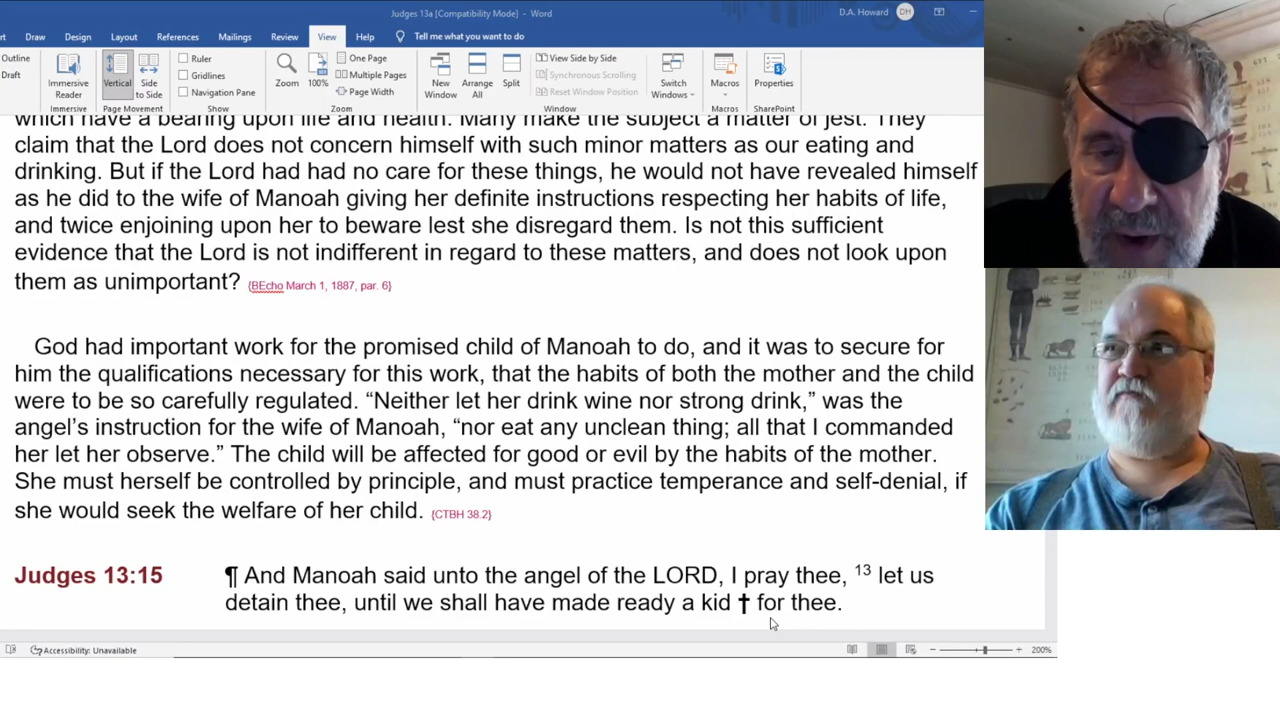 Judges 13a [Compatibility Mode] - Word
D.A. Howard DH
rt Draw Design Layout References Mailings Review View Help Tell me what you want to do
Outline
Draft
Immersive Reader
Immersive
Vertical
Side to Side
Page Movement
Ruler
Gridlines
Navigation Pane
Show
Zoom
100%
One Page
Multiple Pages
Page Width
Zoom
New Window
Arrange All
Split
View Side by Side
Synchronous Scrolling
Reset Window Position
Window
Switch Windows
Macros
Macros
Properties
SharePoint
which have a bearing upon life and health. Many make the subject a matter of jest. They
claim that the Lord does not concern himself with such minor matters as our eating and
drinking. But if the Lord had had no care for these things, he would not have revealed himself
as he did to the wife of Manoah giving her definite instructions respecting her habits of life,
and twice enjoining upon her to beware lest she disregard them. Is not this sufficient
evidence that the Lord is not indifferent in regard to these matters, and does not look upon
them as unimportant? {BEcho March 1, 1887, par. 6}
God had important work for the promised child of Manoah to do, and it was to secure for
him the qualifications necessary for this work, that the habits of both the mother and the child
were to be so carefully regulated. “Neither let her drink wine nor strong drink,” was the
angel’s instruction for the wife of Manoah, “nor eat any unclean thing; all that I commanded
her let her observe.” The child will be affected for good or evil by the habits of the mother.
She must herself be controlled by principle, and must practice temperance and self-denial, if
she would seek the welfare of her child. {CTBH 38.2}
Judges 13:15 ¶ And Manoah said unto the angel of the LORD, I pray thee, 13 let us
detain thee, until we shall have made ready a kid ✝ for thee.
Accessibility: Unavailable
200%